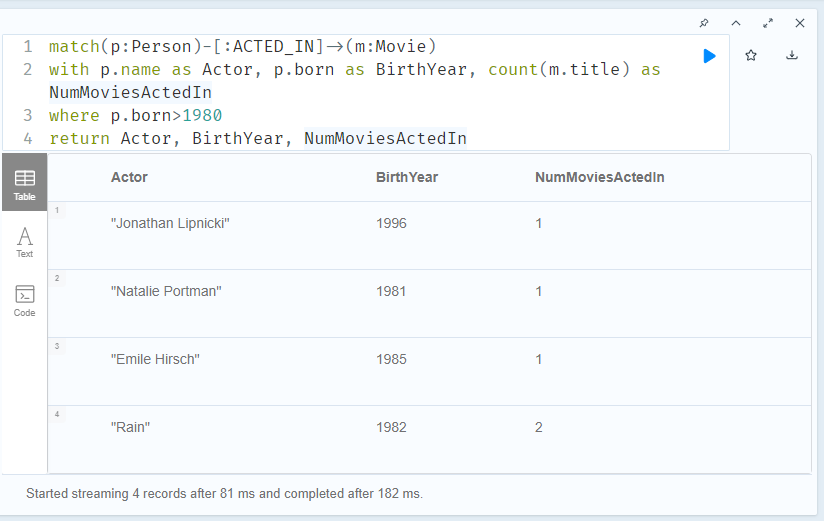 1 match(p:Person)-[:ACTED_IN]→(m:Movie)
2 with p.name as Actor, p.born as BirthYear, count(m.title) as
NumMoviesActedIn
3 where p.born>1980
4 return Actor, BirthYear, NumMoviesActedIn
Table
Text
Code
Actor BirthYear NumMoviesActedIn
1 "Jonathan Lipnicki" 1996 1
2 "Natalie Portman" 1981 1
3 "Emile Hirsch" 1985 1
4 "Rain" 1982 2
Started streaming 4 records after 81 ms and completed after 182 ms.